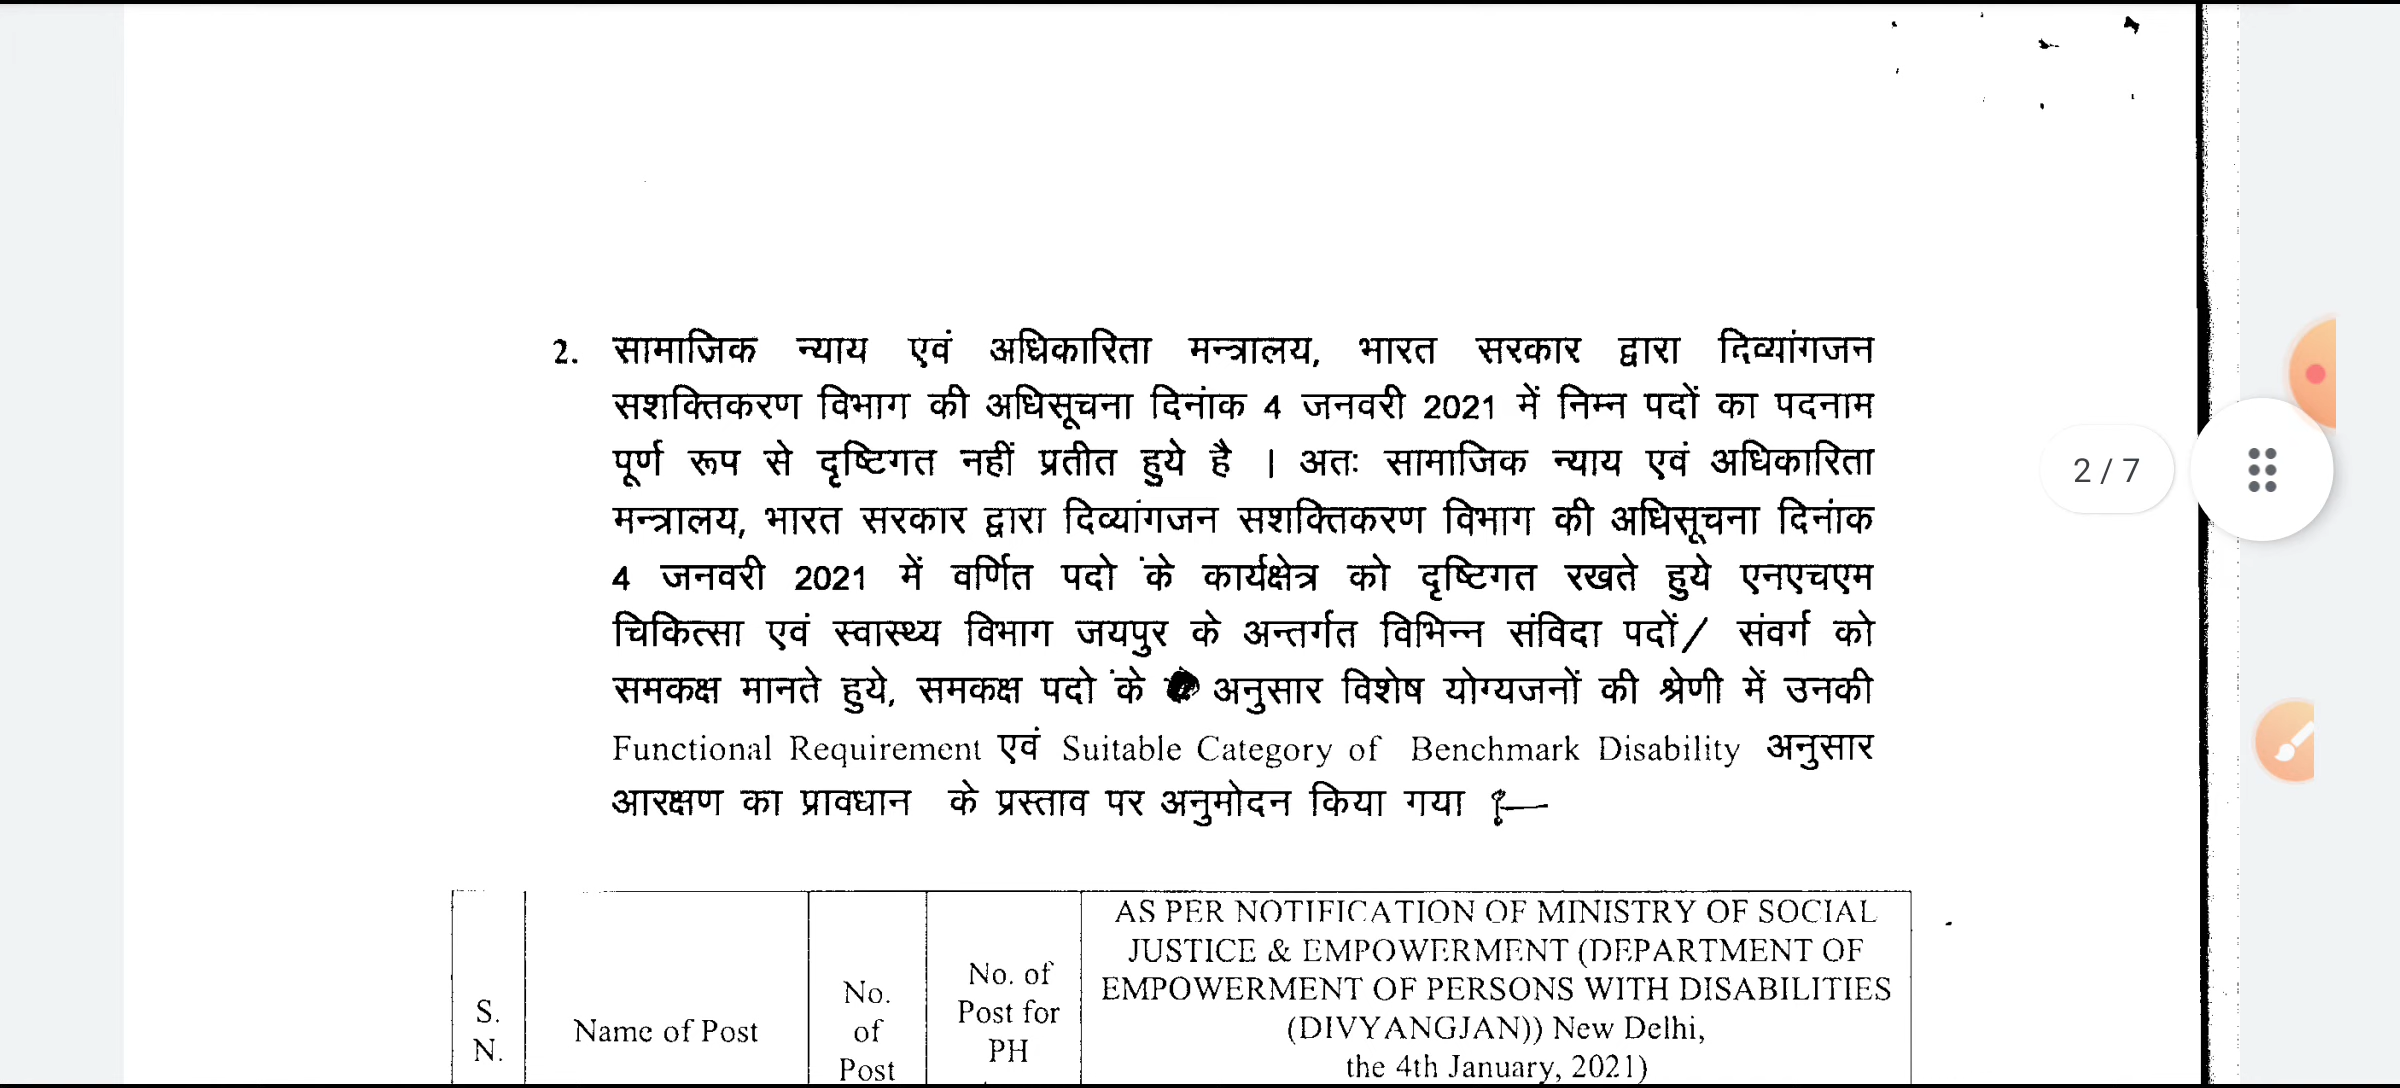 2. सामाजिक न्याय एवं अधिकारिता मन्त्रालय, भारत सरकार द्वारा दिव्यांगजन
सशक्तिकरण विभाग की अधिसूचना दिनांक 4 जनवरी 2021 में निम्न पदों का पदनाम
पूर्ण रूप से दृष्टिगत नहीं प्रतीत हुये है । अतः सामाजिक न्याय एवं अधिकारिता
मन्त्रालय, भारत सरकार द्वारा दिव्यांगजन सशक्तिकरण विभाग की अधिसूचना दिनांक
4 जनवरी 2021 में वर्णित पदो के कार्यक्षेत्र को दृष्टिगत रखते हुये एनएचएम
चिकित्सा एवं स्वास्थ्य विभाग जयपुर के अन्तर्गत विभिन्न संविदा पदों/ संवर्ग को
समकक्ष मानते हुये, समकक्ष पदो के अनुसार विशेष योग्यजनों की श्रेणी में उनकी
Functional Requirement एवं Suitable Category of Benchmark Disability अनुसार
आरक्षण का प्रावधान के प्रस्ताव पर अनुमोदन किया गया
2 / 7
S.
N.
Name of Post
No.
of
Post
No. of
Post for
PH
AS PER NOTIFICATION OF MINISTRY OF SOCIAL
JUSTICE & EMPOWERMENT (DEPARTMENT OF
EMPOWERMENT OF PERSONS WITH DISABILITIES
(DIVYANGJAN)) New Delhi,
the 4th January, 2021)